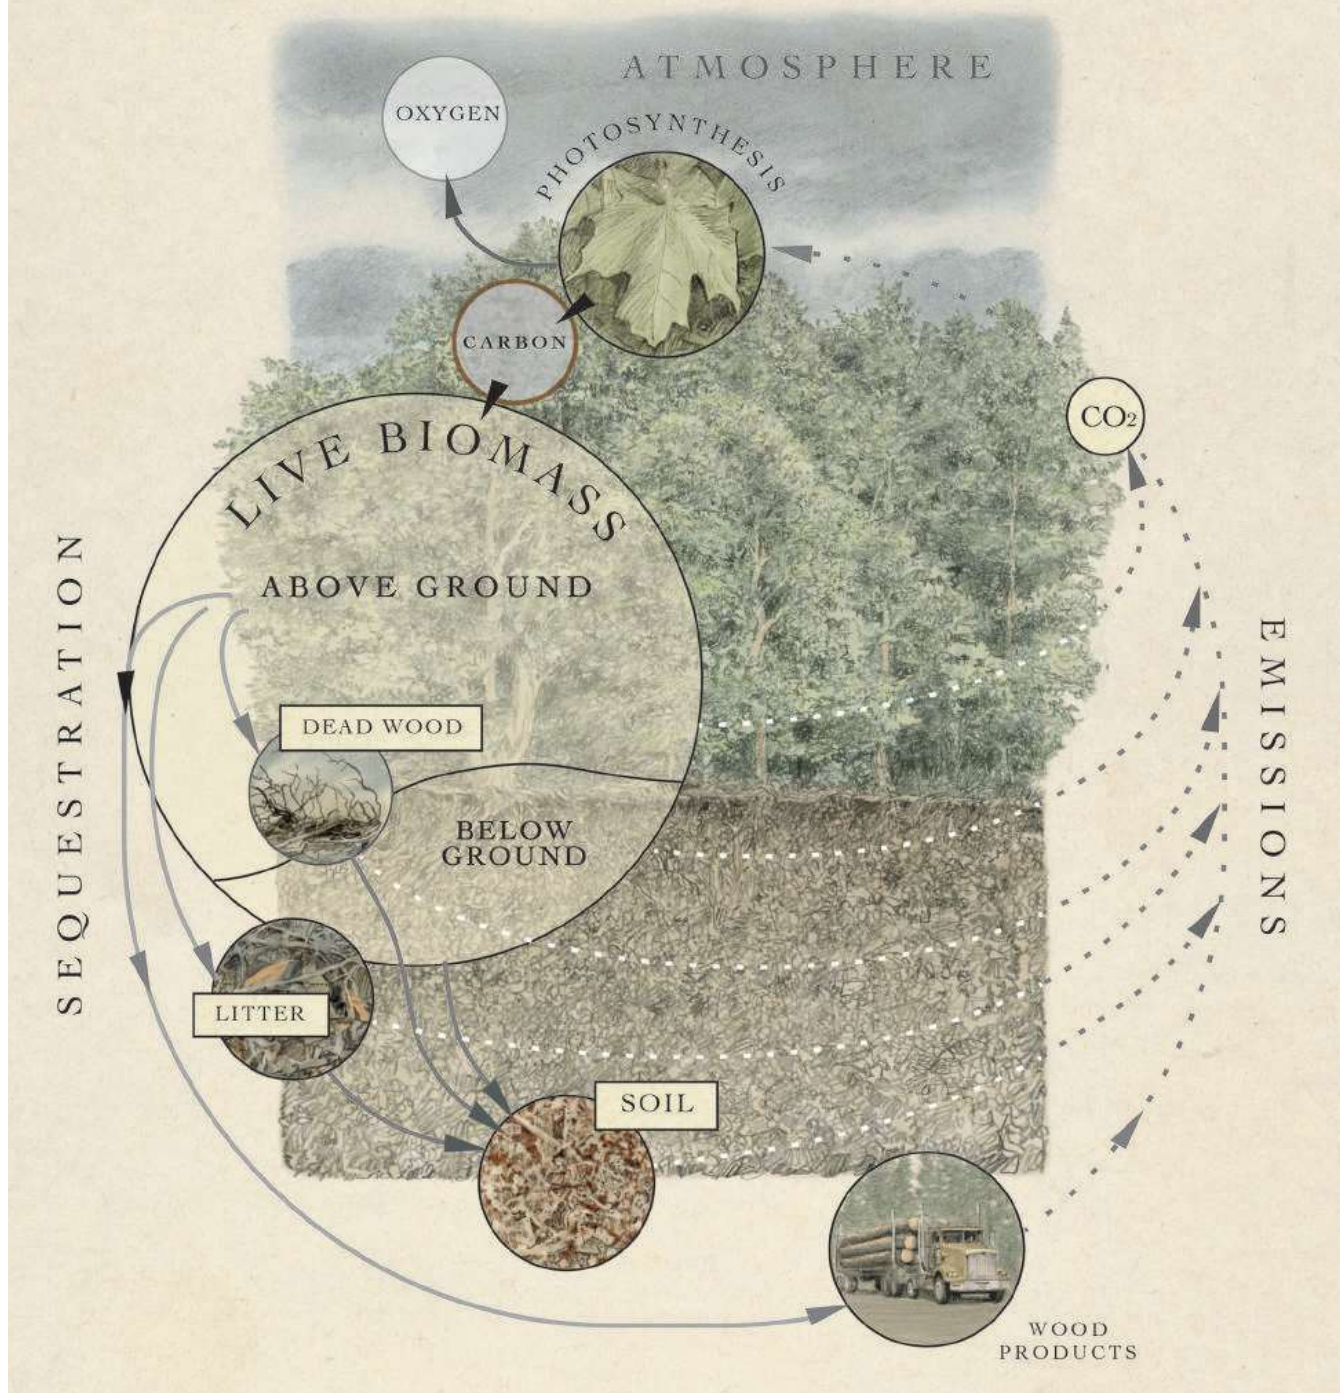 ATMOSPHERE
OXYGEN
PHOTOSYNTHESIS
CARBON
CO2
LIVE BIOMASS
ABOVE GROUND
SEQUESTRATION
EMISSIONS
DEAD WOOD
BELOW
GROUND
LITTER
SOIL
WOOD
PRODUCTS